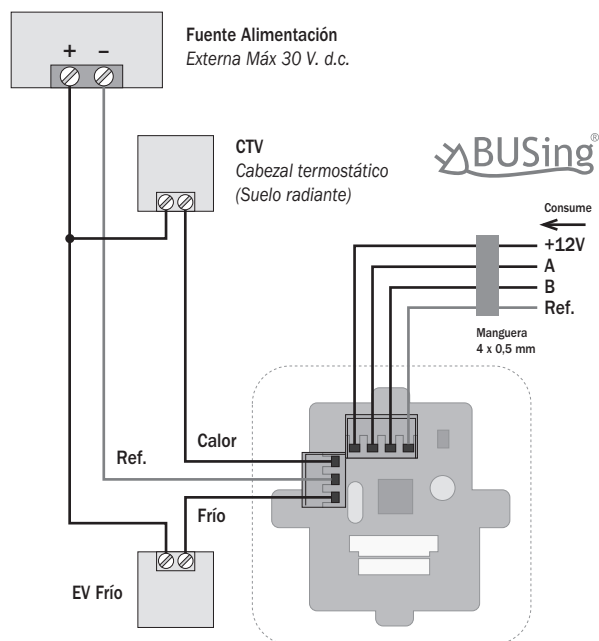 Fuente Alimentación
Externa Máx 30 V. d.c.
+ –
CTV
Cabezal termostático
(Suelo radiante)
BUSing®
Consume
+12V
A
B
Ref.
Manguera
4 x 0,5 mm
Calor
Ref.
Frío
EV Frío